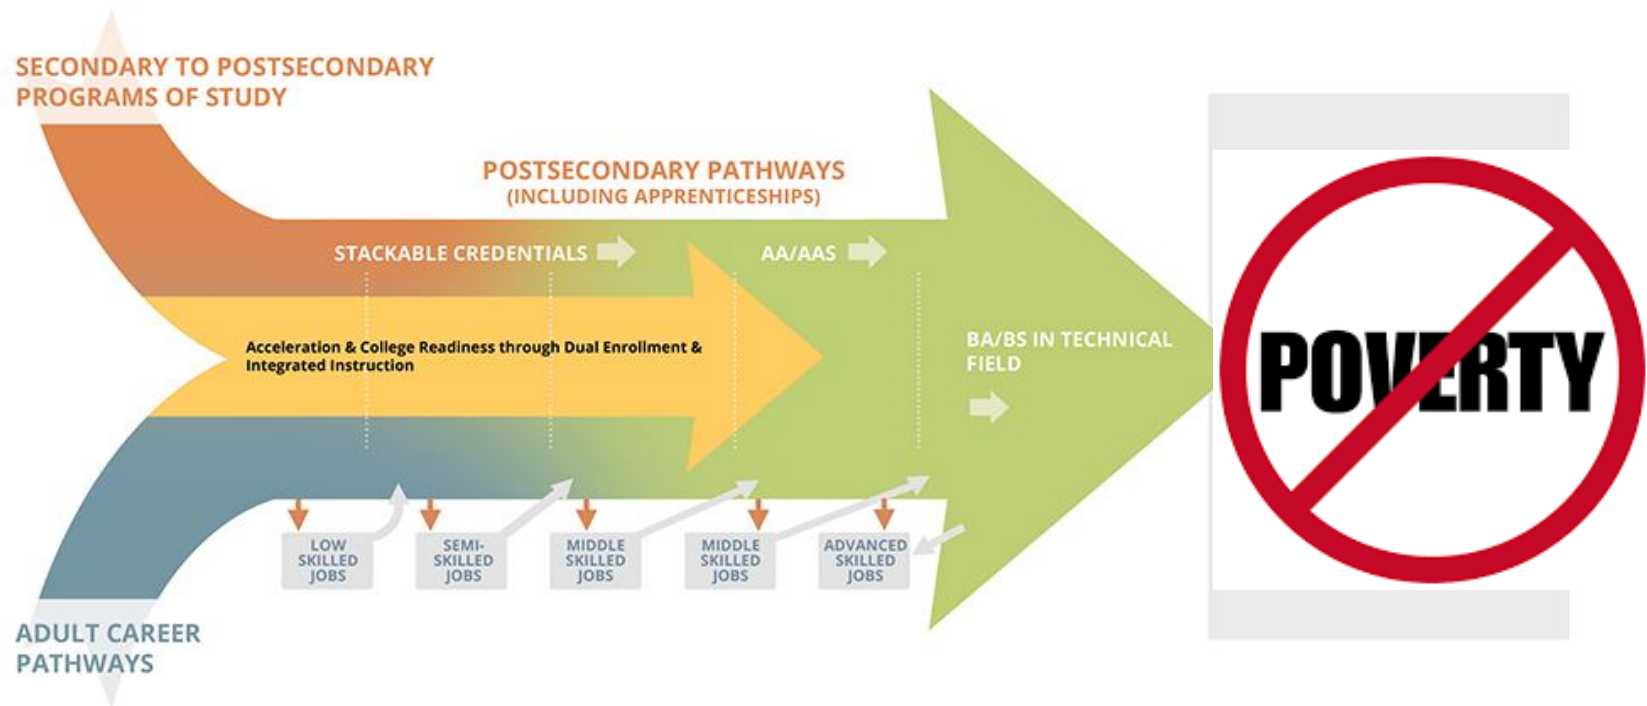 SECONDARY TO POSTSECONDARY
PROGRAMS OF STUDY
POSTSECONDARY PATHWAYS
(INCLUDING APPRENTICESHIPS)
STACKABLE CREDENTIALS
AA/AAS
Acceleration & College Readiness through Dual Enrollment &
Integrated Instruction
BA/BS IN TECHNICAL
FIELD
POVERTY
LOW
SKILLED
JOBS
SEMI-
SKILLED
JOBS
MIDDLE
SKILLED
JOBS
MIDDLE
SKILLED
JOBS
ADVANCED
SKILLED
JOBS
ADULT CAREER
PATHWAYS